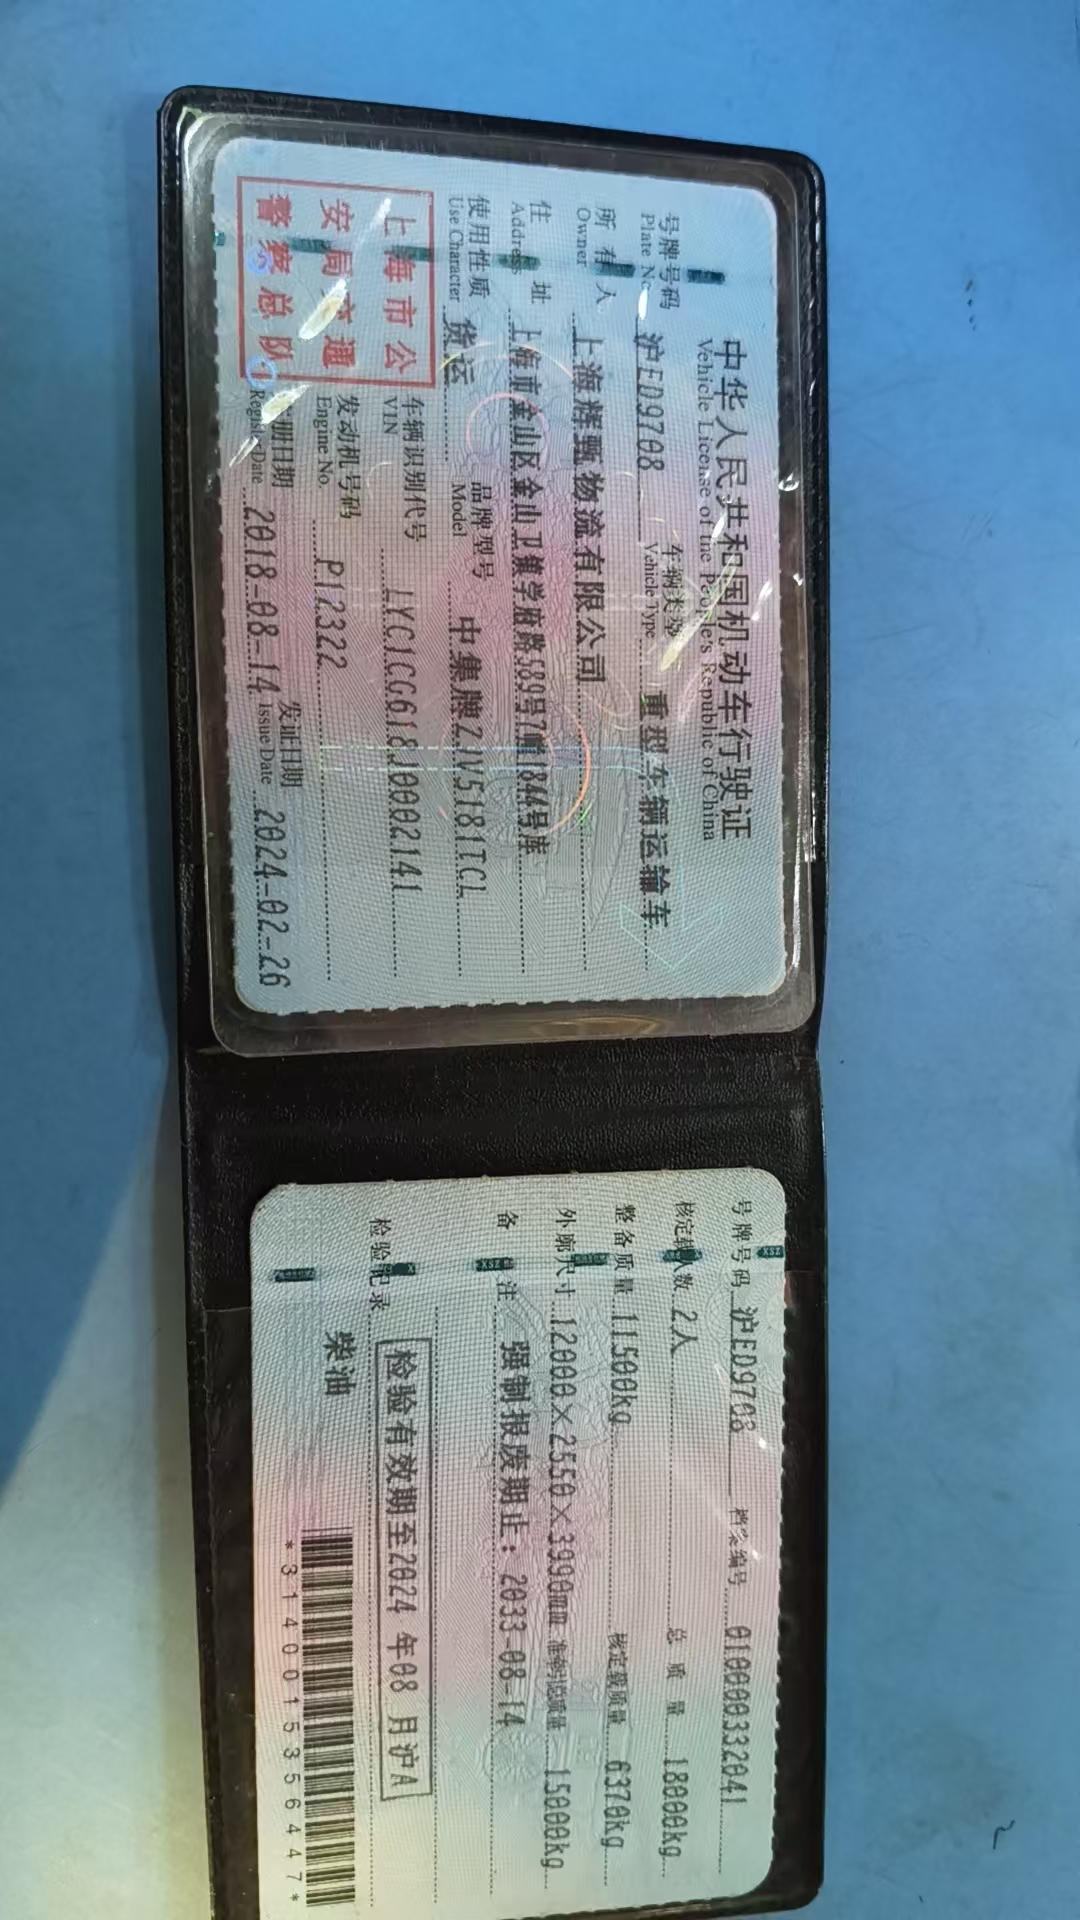 中华人民共和国机动车行驶证
Vehicle License of the People's Republic of China
号牌号码 沪ED9708 车辆类型 重型车辆运输车
Plate No. Vehicle Type
所有人 上海辉甄物流有限公司
Owner
住址 上海市金山区金山卫镇学府路589号7幢1844号库
Address
使用性质 货运 品牌型号 中集牌ZJV5181TCL
Use Character Model
上海市公
安局交通
警察总队
车辆识别代号 LYC1CG618J0002141
VIN
发动机号码 P12322
Engine No.
注册日期 2018-08-14 发证日期 2024-02-26
Register Date Issue Date
号牌号码 沪ED9708 档案编号 010000332041
核定载人数 2人 总质量 18000kg
整备质量 11500kg 核定载质量 6370kg
外廓尺寸 12000×2550×3990mm 准牵引总质量 15000kg
备注 强制报废期止：2033-08-14
检验记录 检验有效期至2024年08月沪A
柴油
*3140015356447*